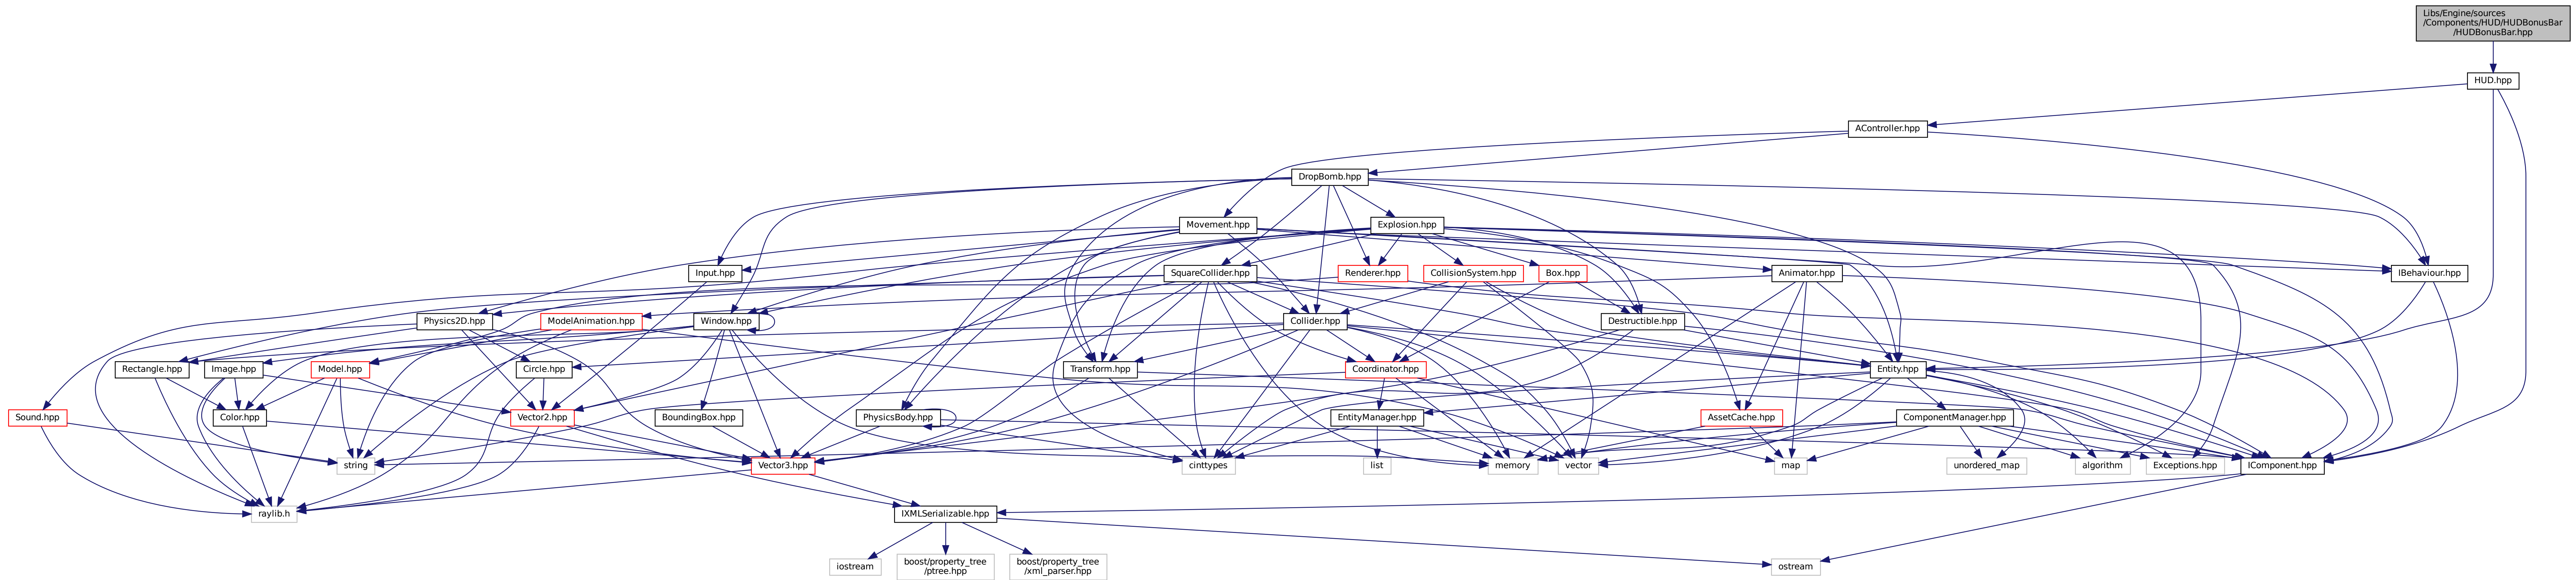 Libs/Engine/sources
/Components/HUD/HUDBonusBar
/HUDBonusBar.hpp
HUD.hpp
AController.hpp
DropBomb.hpp
Movement.hpp
Explosion.hpp
Input.hpp
SquareCollider.hpp
Renderer.hpp
CollisionSystem.hpp
Box.hpp
Animator.hpp
IBehaviour.hpp
Physics2D.hpp
ModelAnimation.hpp
Window.hpp
Collider.hpp
Destructible.hpp
Rectangle.hpp
Image.hpp
Model.hpp
Circle.hpp
Transform.hpp
Coordinator.hpp
Entity.hpp
Sound.hpp
Color.hpp
Vector2.hpp
BoundingBox.hpp
PhysicsBody.hpp
EntityManager.hpp
AssetCache.hpp
ComponentManager.hpp
string
Vector3.hpp
cinttypes
list
memory
vector
map
unordered_map
algorithm
Exceptions.hpp
IComponent.hpp
raylib.h
IXMLSerializable.hpp
iostream
boost/property_tree
/ptree.hpp
boost/property_tree
/xml_parser.hpp
ostream